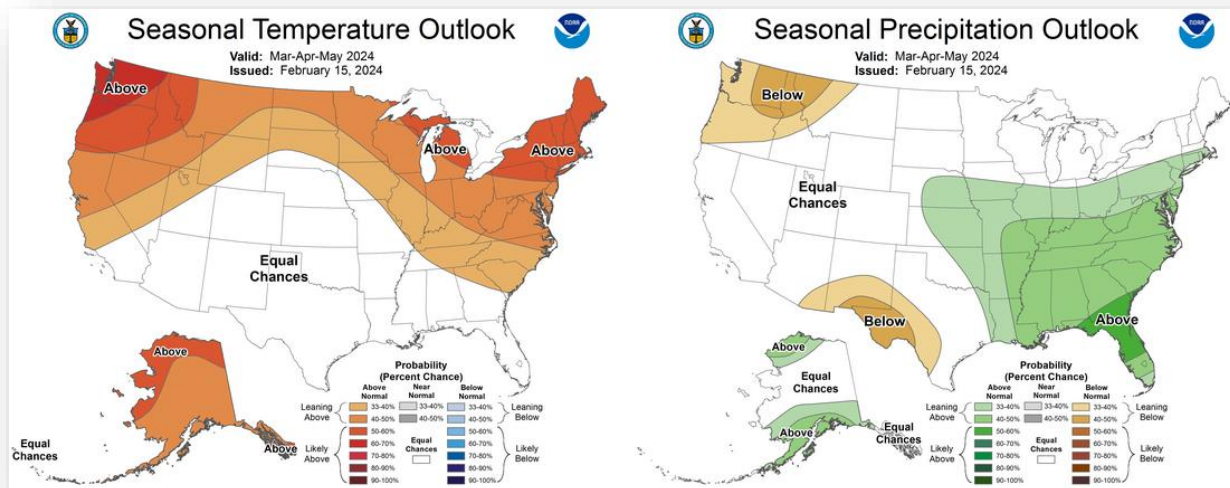 Seasonal Temperature Outlook
NOAA
Valid: Mar-Apr-May 2024
Issued: February 15, 2024
Above
Above
Above
Equal
Chances
Above
Equal
Chances
Above
Probability
(Percent Chance)
Above
Normal
Near
Normal
Below
Normal
Leaning
Above
33-40%
33-40%
33-40%
Leaning
Below
40-50%
40-50%
40-50%
Likely
Above
50-60%
50-60%
Likely
Below
60-70%
60-70%
70-80%
Equal
Chances
70-80%
80-90%
80-90%
90-100%
90-100%
Seasonal Precipitation Outlook
NOAA
Valid: Mar-Apr-May 2024
Issued: February 15, 2024
Below
Equal
Chances
Below
Above
Above
Equal
Chances
Above
Equal
Chances
Probability
(Percent Chance)
Above
Normal
Near
Normal
Below
Normal
Leaning
Above
33-40%
33-40%
33-40%
Leaning
Below
40-50%
40-50%
40-50%
Likely
Above
50-60%
50-60%
Likely
Below
60-70%
60-70%
70-80%
Equal
Chances
70-80%
80-90%
80-90%
90-100%
90-100%